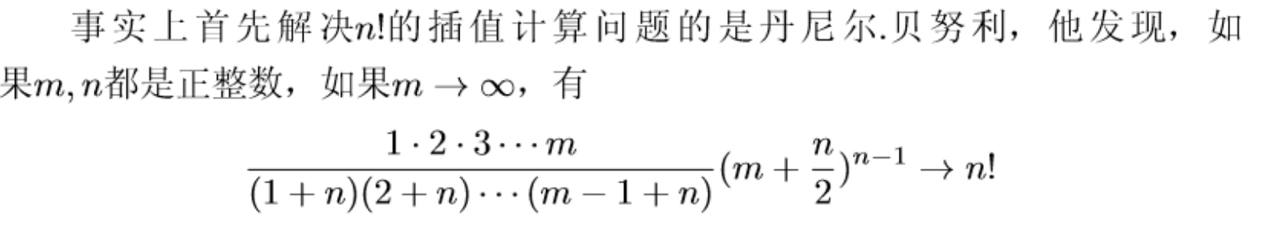 事实上首先解决n!的插值计算问题的是丹尼尔.贝努利，他发现，如
果m, n都是正整数，如果m → ∞，有
\frac{1 · 2 · 3 ··· m}{(1 + n)(2 + n) ··· (m − 1 + n)}(m + \frac{n}{2})^{n−1} → n!